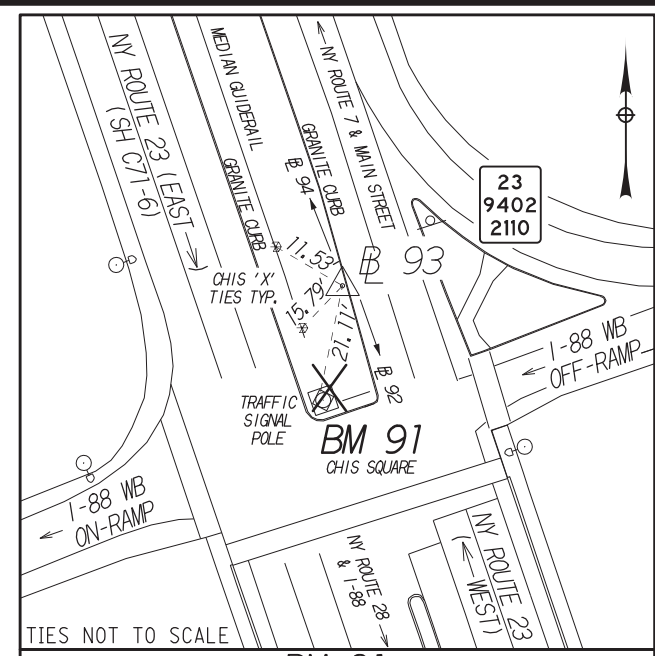 NY ROUTE 23 (EAST →)
(SH C71-6)
MEDIAN GUIDERAIL
GRANITE CURB
GRANITE CURB
← NY ROUTE 7 & MAIN STREET
BL 94
23
9402
2110
11.53'
BL 93
CHIS 'X'
TIES TYP.
15.79'
21.11'
I-88 WB
OFF-RAMP
BL 92
TRAFFIC
SIGNAL
POLE
BM 91
CHIS SQUARE
I-88 WB
ON-RAMP
NY ROUTE 28
& I-88
NY ROUTE 23
(← WEST)
TIES NOT TO SCALE